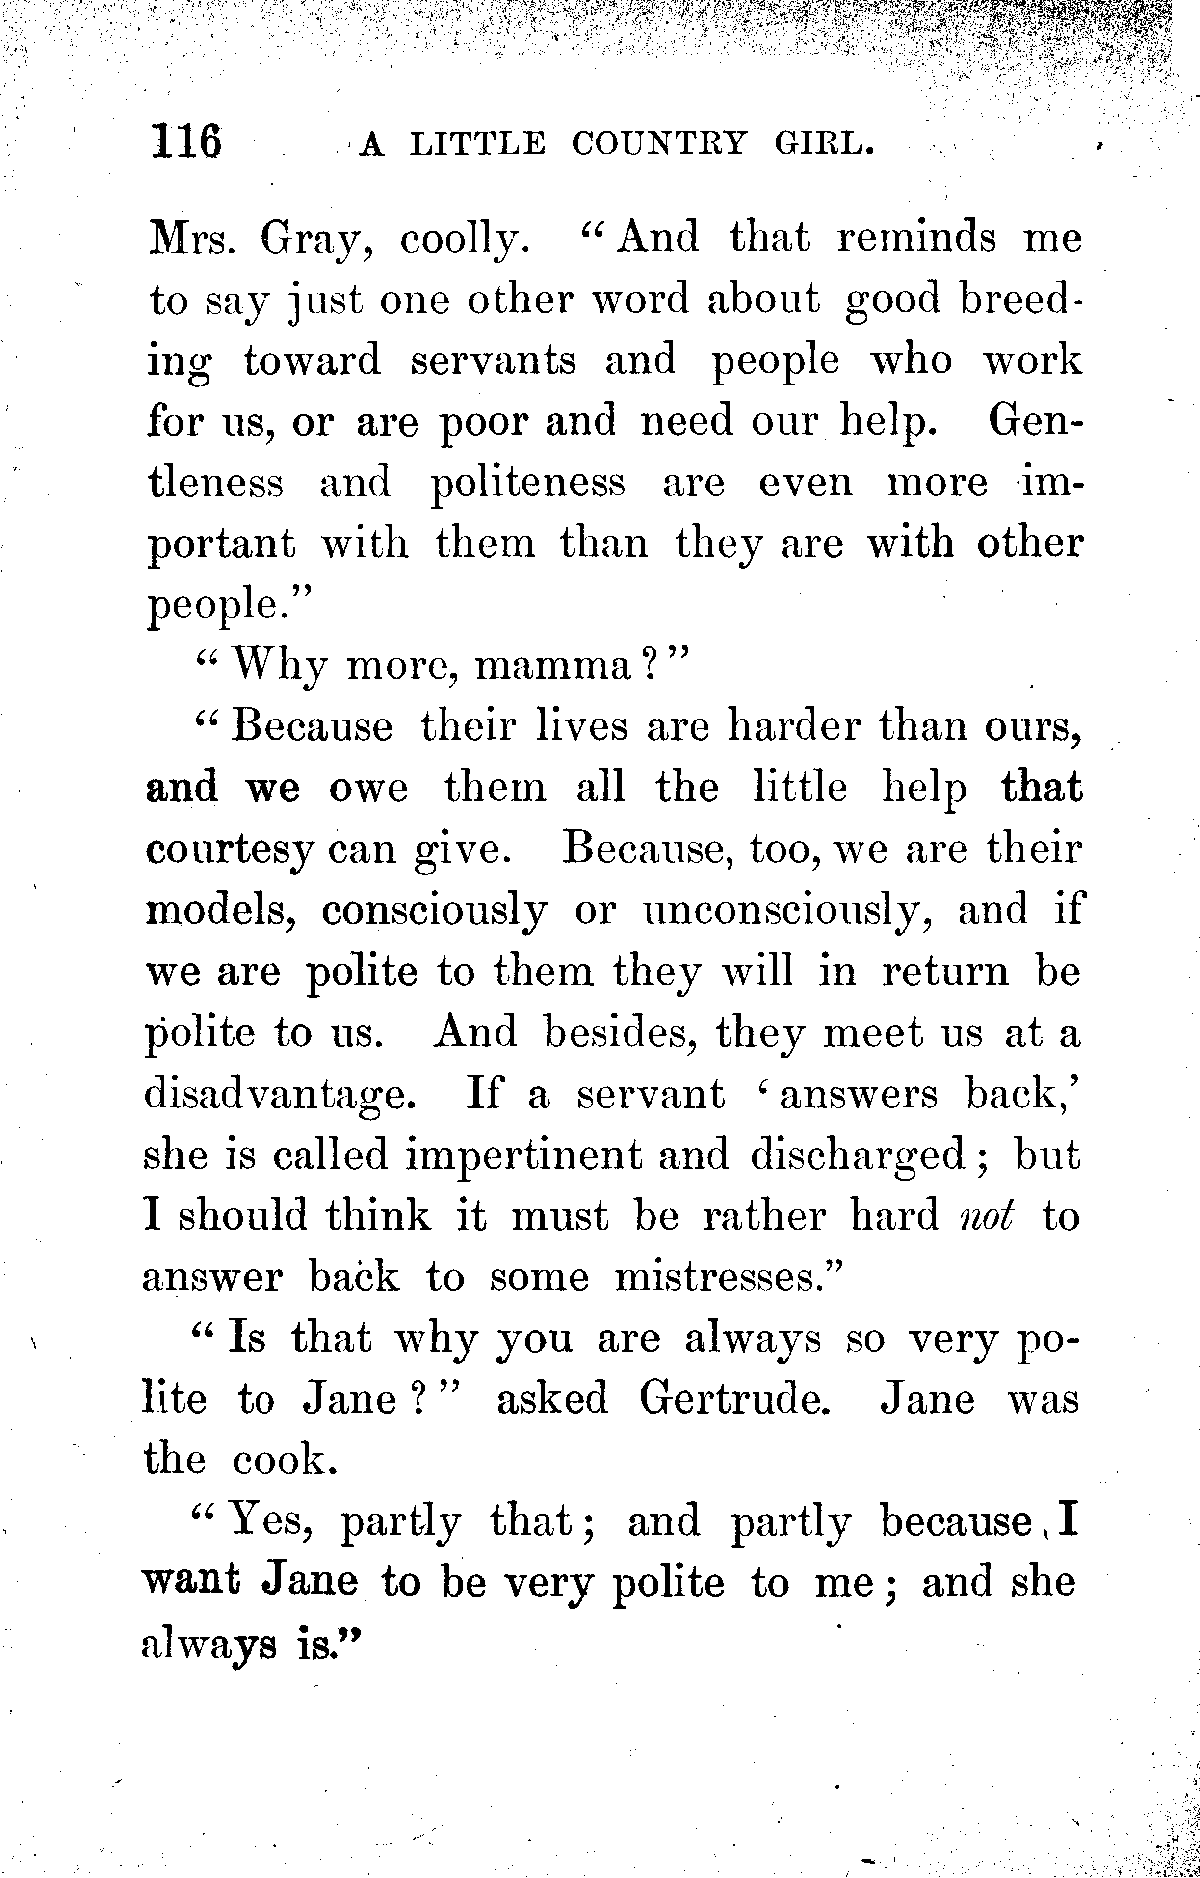 116 A LITTLE COUNTRY GIRL.
Mrs. Gray, coolly. “ And that reminds me
to say just one other word about good breed-
ing toward servants and people who work
for us, or are poor and need our help. Gen-
tleness and politeness are even more im-
portant with them than they are with other
people.”
“ Why more, mamma ? ”
“ Because their lives are harder than ours,
and we owe them all the little help that
courtesy can give. Because, too, we are their
models, consciously or unconsciously, and if
we are polite to them they will in return be
polite to us. And besides, they meet us at a
disadvantage. If a servant ‘ answers back,’
she is called impertinent and discharged ; but
I should think it must be rather hard not to
answer back to some mistresses.”
“ Is that why you are always so very po-
lite to Jane ? ” asked Gertrude. Jane was
the cook.
“ Yes, partly that ; and partly because I
want Jane to be very polite to me ; and she
always is.”